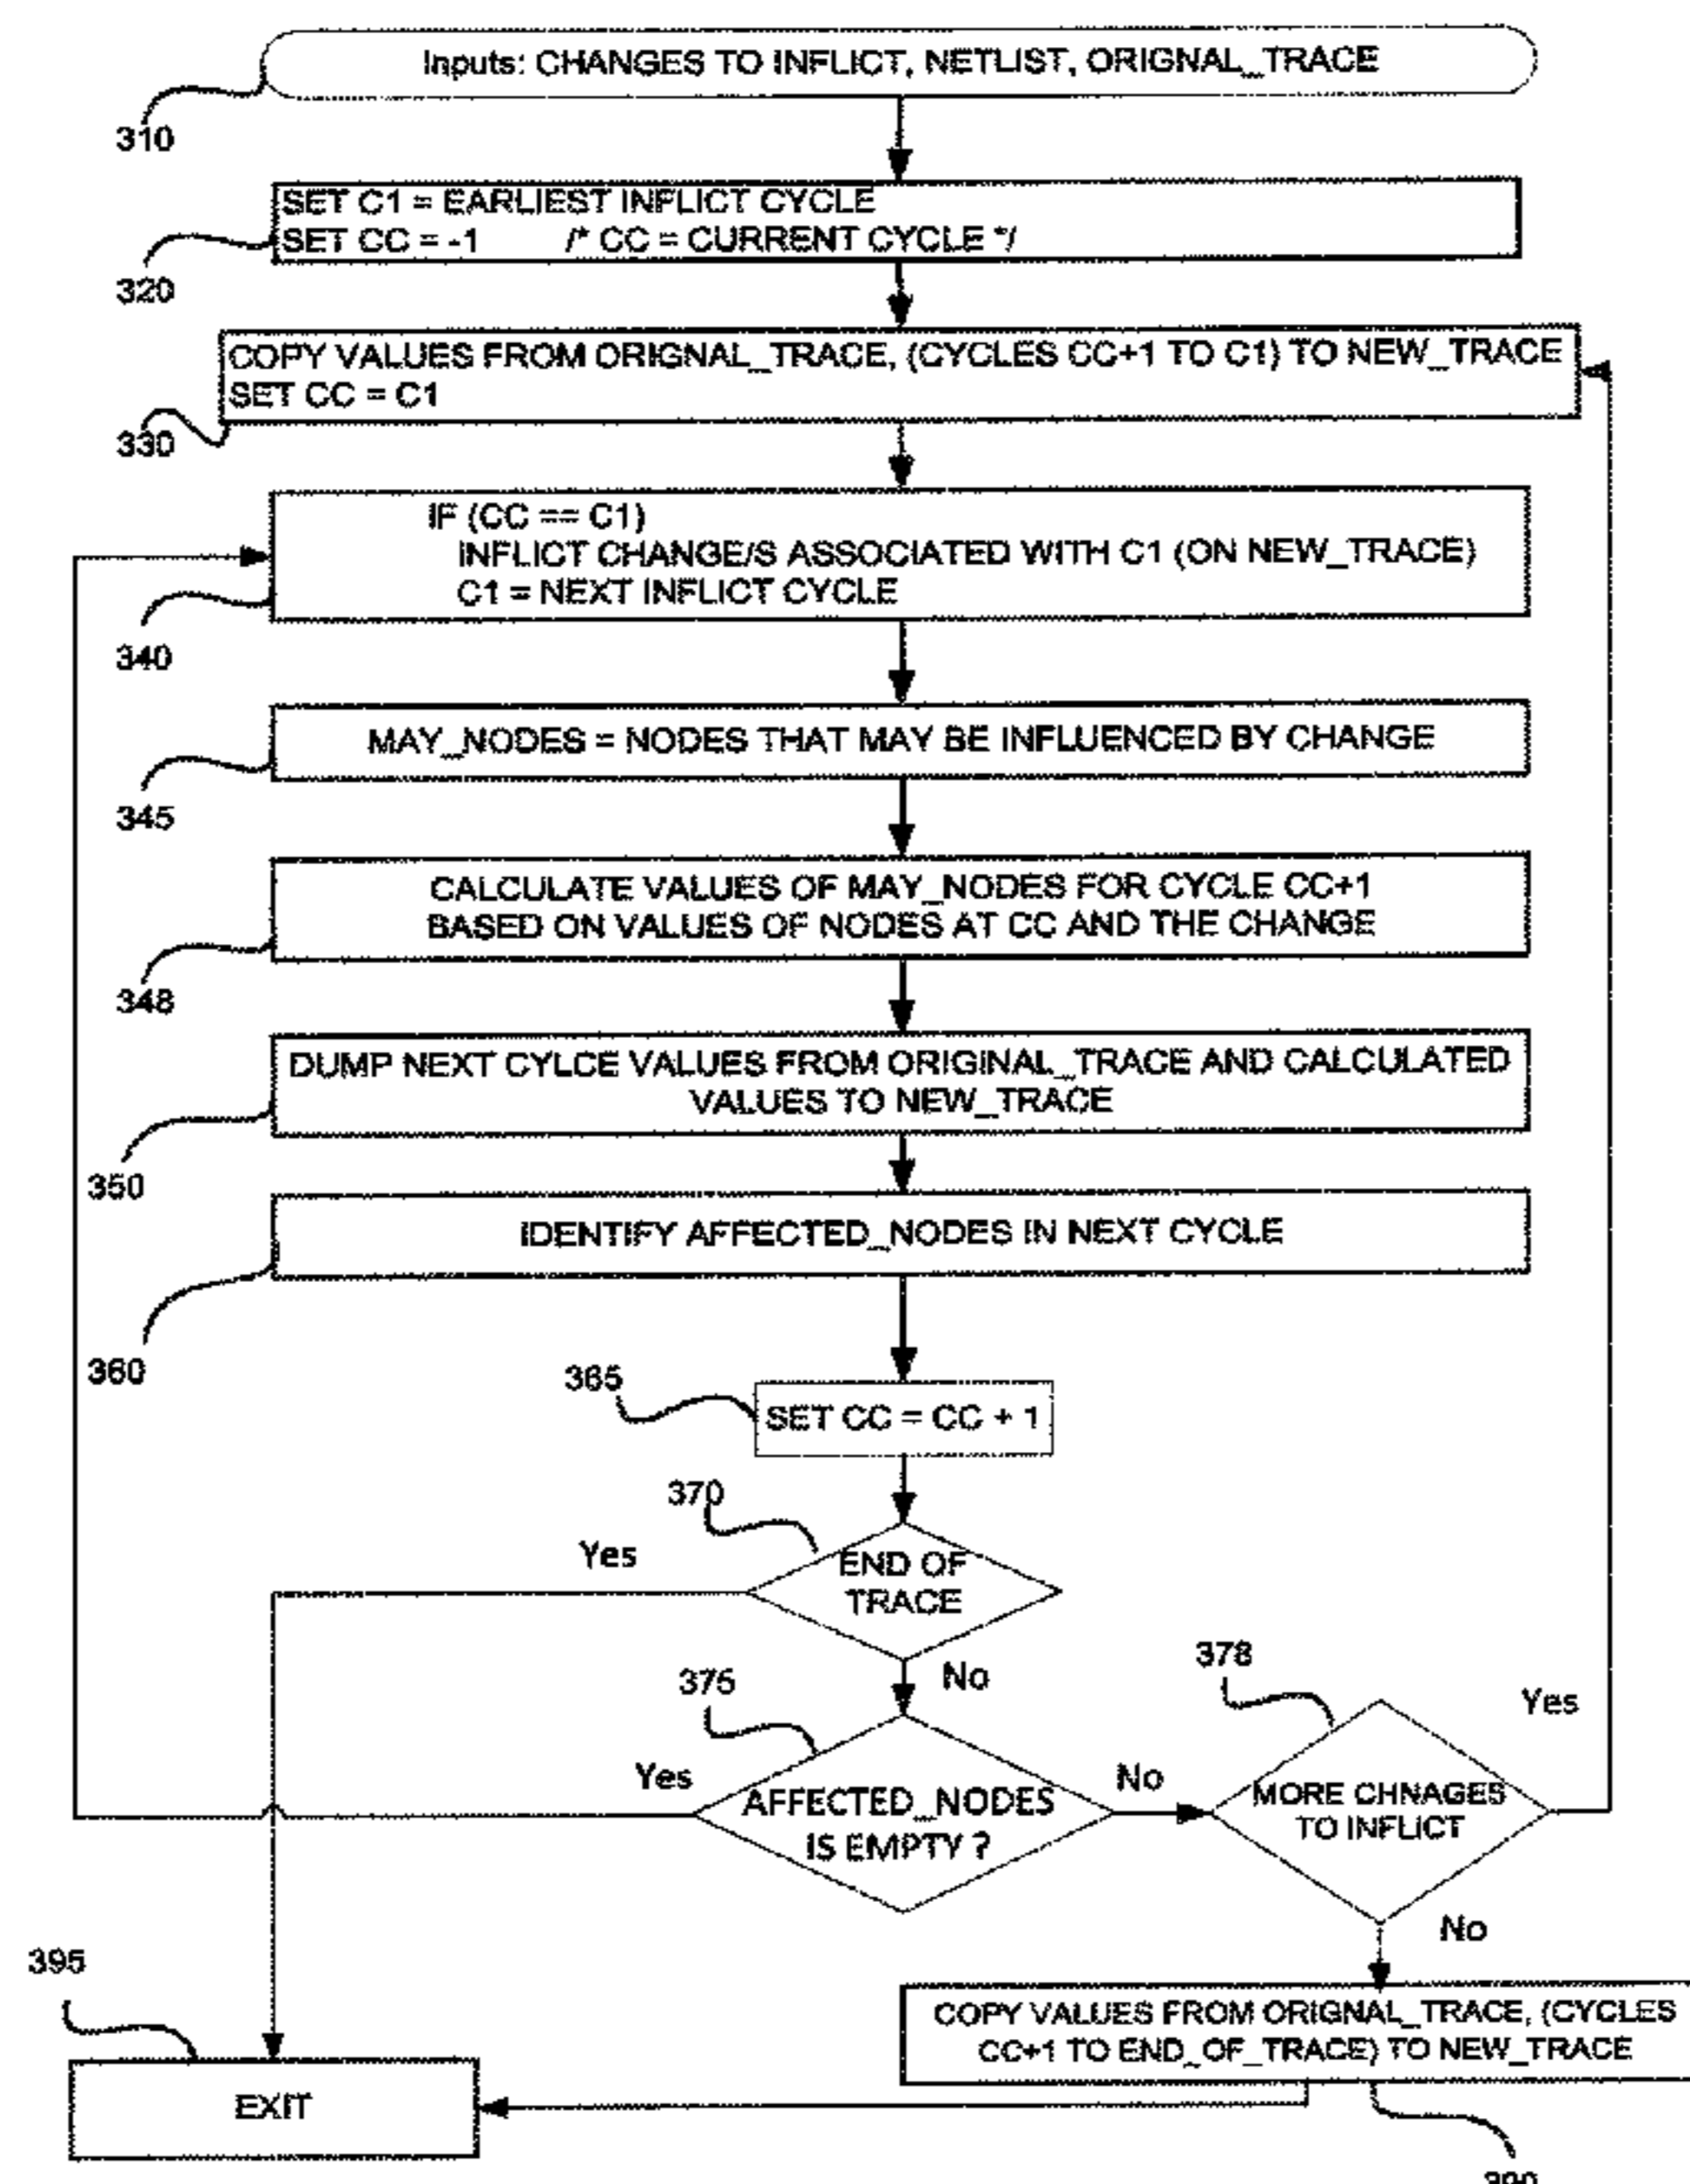 Inputs: CHANGES TO INFLICT, NETLIST, ORIGNAL_TRACE
310
SET C1 = EARLIEST INFLICT CYCLE
SET CC = -1 /* CC = CURRENT CYCLE */
320
COPY VALUES FROM ORIGNAL_TRACE, (CYCLES CC+1 TO C1) TO NEW_TRACE
SET CC = C1
330
IF (CC == C1)
INFLICT CHANGE/S ASSOCIATED WITH C1 (ON NEW_TRACE)
C1 = NEXT INFLICT CYCLE
340
MAY_NODES = NODES THAT MAY BE INFLUENCED BY CHANGE
345
CALCULATE VALUES OF MAY_NODES FOR CYCLE CC+1
BASED ON VALUES OF NODES AT CC AND THE CHANGE
348
DUMP NEXT CYLCE VALUES FROM ORIGINAL_TRACE AND CALCULATED
VALUES TO NEW_TRACE
350
IDENTIFY AFFECTED_NODES IN NEXT CYCLE
360
365
SET CC = CC + 1
370
Yes
END OF
TRACE
No
375
378
Yes
Yes
AFFECTED_NODES
IS EMPTY ?
No
MORE CHNAGES
TO INFLICT
No
395
COPY VALUES FROM ORIGNAL_TRACE, (CYCLES
CC+1 TO END_OF_TRACE) TO NEW_TRACE
EXIT
390